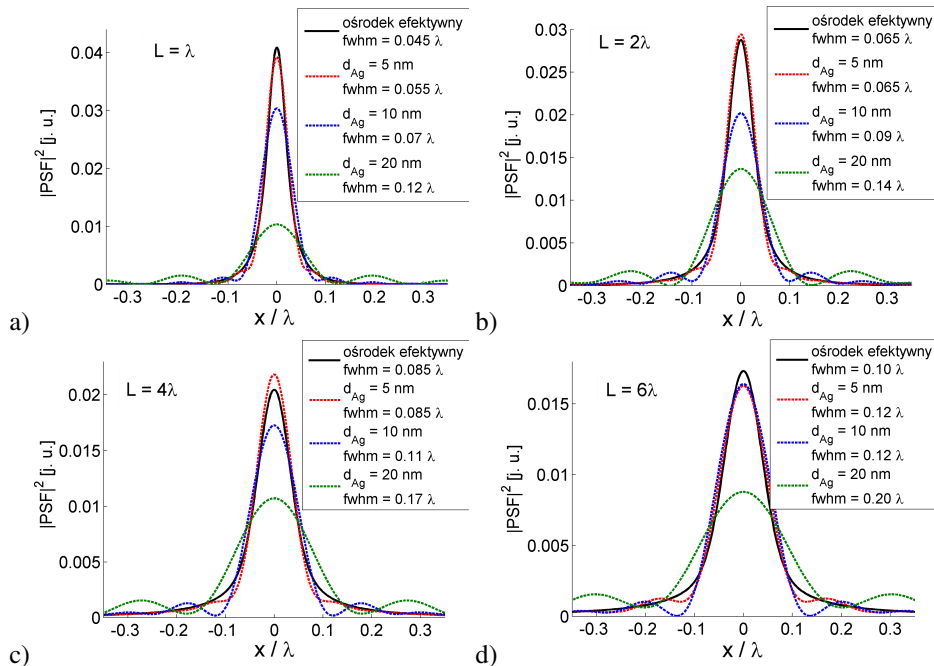 L = λ
ośrodek efektywny
fwhm = 0.045 λ
d_Ag = 5 nm
fwhm = 0.055 λ
d_Ag = 10 nm
fwhm = 0.07 λ
d_Ag = 20 nm
fwhm = 0.12 λ
|PSF|² [j. u.]
0.04
0.03
0.02
0.01
0
-0.3 -0.2 -0.1 0 0.1 0.2 0.3
x / λ
a)
L = 2λ
ośrodek efektywny
fwhm = 0.065 λ
d_Ag = 5 nm
fwhm = 0.065 λ
d_Ag = 10 nm
fwhm = 0.09 λ
d_Ag = 20 nm
fwhm = 0.14 λ
|PSF|² [j. u.]
0.03
0.025
0.02
0.015
0.01
0.005
0
-0.3 -0.2 -0.1 0 0.1 0.2 0.3
x / λ
b)
L = 4λ
ośrodek efektywny
fwhm = 0.085 λ
d_Ag = 5 nm
fwhm = 0.085 λ
d_Ag = 10 nm
fwhm = 0.11 λ
d_Ag = 20 nm
fwhm = 0.17 λ
|PSF|² [j. u.]
0.02
0.015
0.01
0.005
0
-0.3 -0.2 -0.1 0 0.1 0.2 0.3
x / λ
c)
L = 6λ
ośrodek efektywny
fwhm = 0.10 λ
d_Ag = 5 nm
fwhm = 0.12 λ
d_Ag = 10 nm
fwhm = 0.12 λ
d_Ag = 20 nm
fwhm = 0.20 λ
|PSF|² [j. u.]
0.015
0.01
0.005
0
-0.3 -0.2 -0.1 0 0.1 0.2 0.3
x / λ
d)